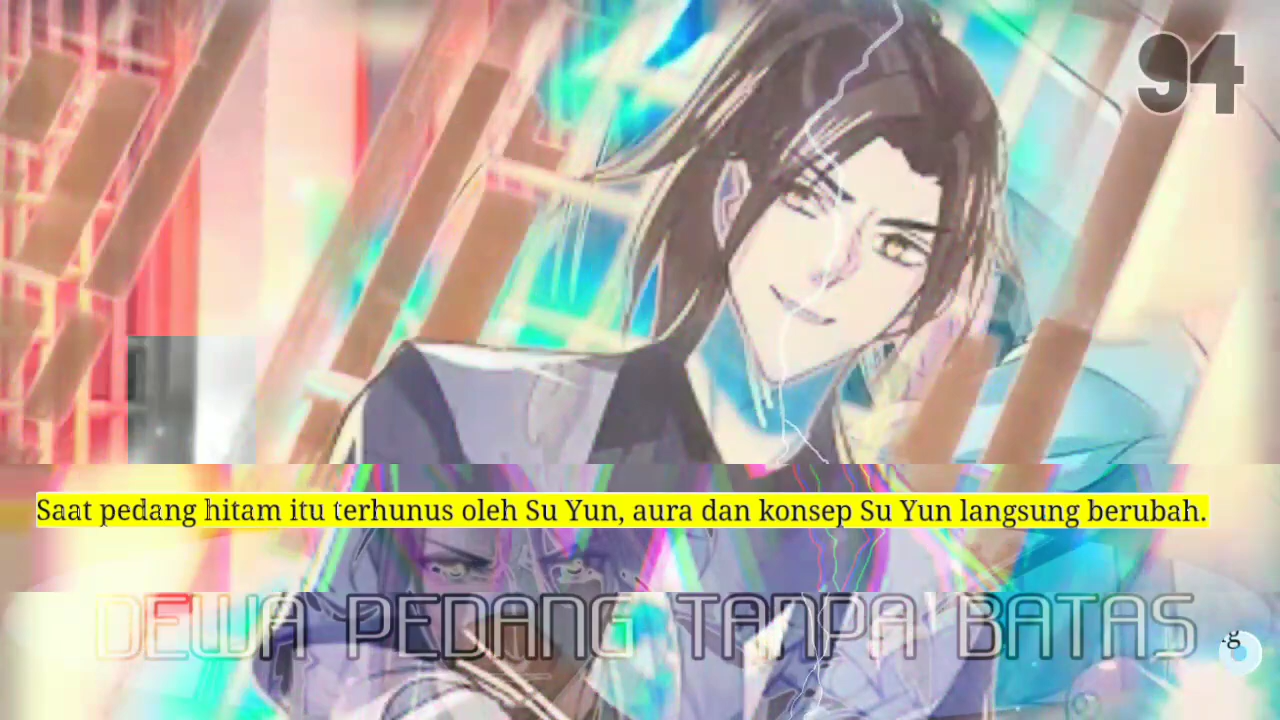 94
Saat pedang hitam itu terhunus oleh Su Yun, aura dan konsep Su Yun langsung berubah.
DEWA PEDANG TANPA BATAS